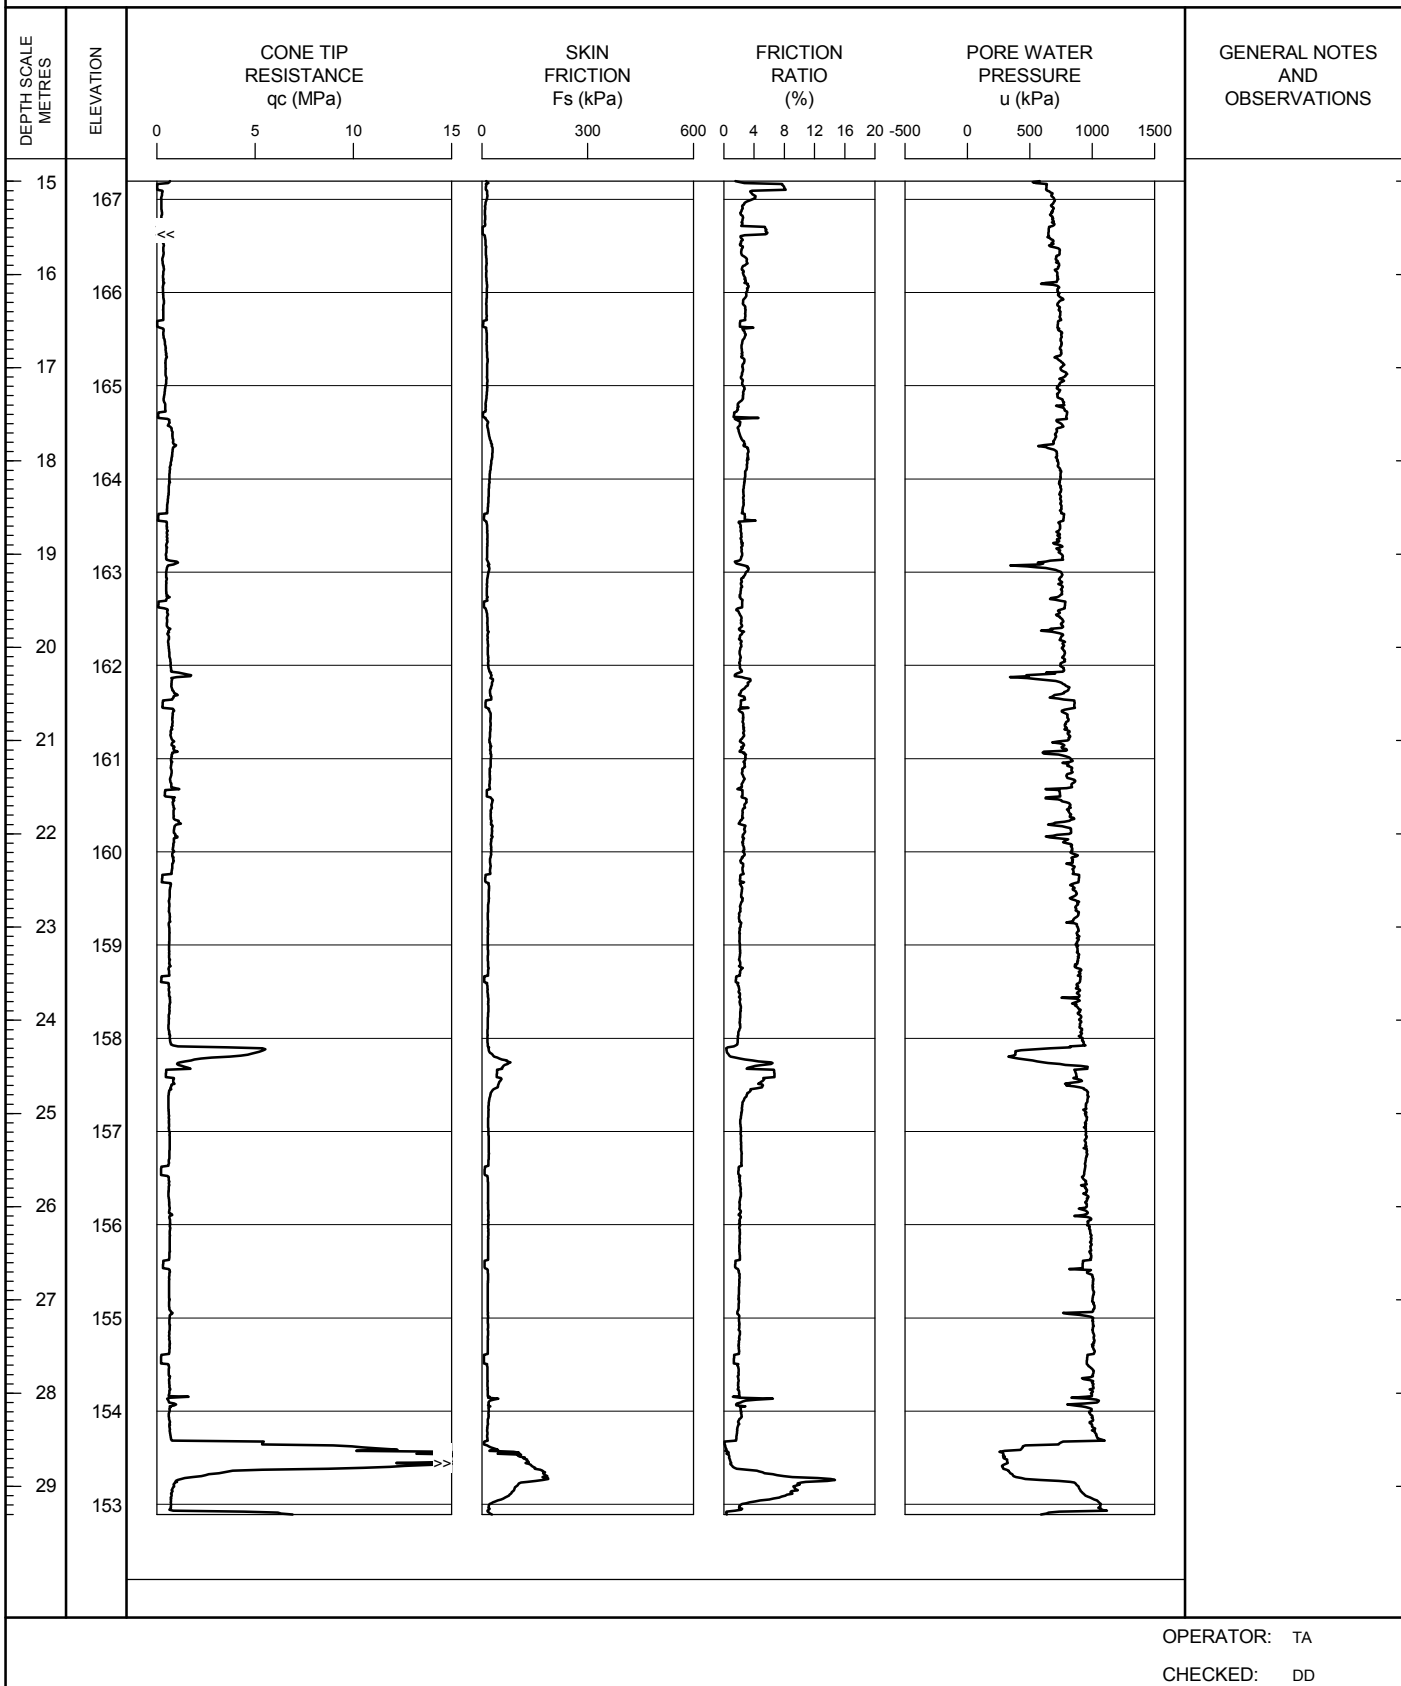 DEPTH SCALE
METRES
ELEVATION
CONE TIP
RESISTANCE
qc (MPa)
SKIN
FRICTION
Fs (kPa)
FRICTION
RATIO
(%)
PORE WATER
PRESSURE
u (kPa)
GENERAL NOTES
AND
OBSERVATIONS
0 5 10 15 0 300 600 0 4 8 12 16 20 -500 0 500 1000 1500
15
167
<<
16
166
17
165
18
164
19
163
20
162
21
161
22
160
23
159
24
158
25
157
26
156
27
155
28
154
>>
29
153
OPERATOR: TA
CHECKED: DD